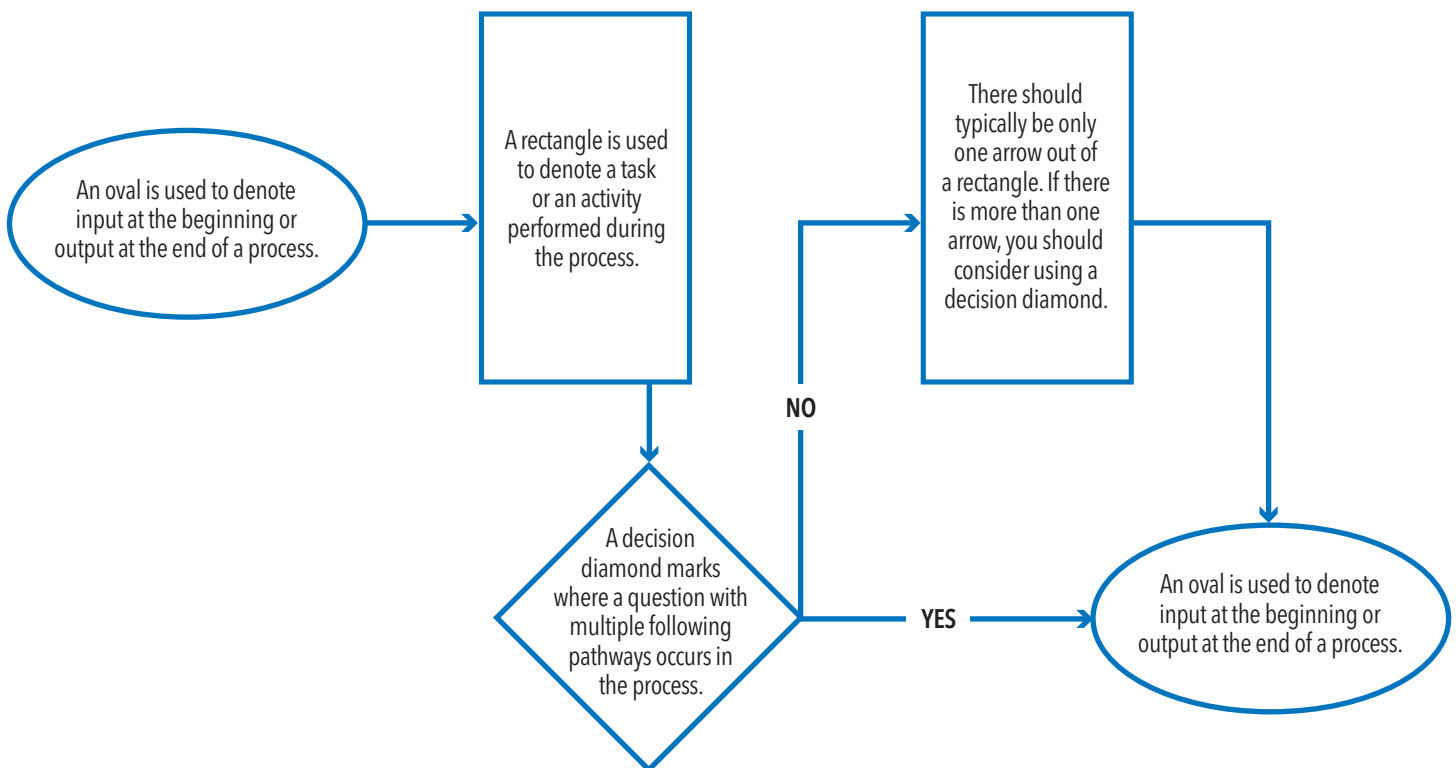 An oval is used to denote
input at the beginning or
output at the end of a process.
A rectangle is used
to denote a task
or an activity
performed during
the process.
A decision
diamond marks
where a question with
multiple following
pathways occurs in
the process.
NO
There should
typically be only
one arrow out of
a rectangle. If there
is more than one
arrow, you should
consider using a
decision diamond.
YES
An oval is used to denote
input at the beginning or
output at the end of a process.